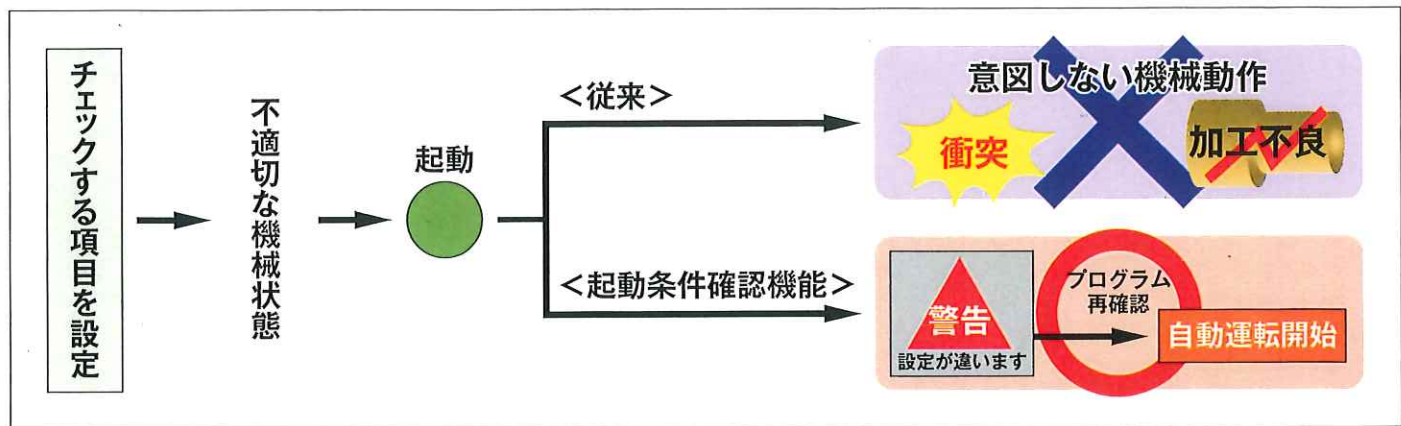 チェックする項目を設定
不適切な機械状態
起動
＜従来＞
意図しない機械動作
衝突
加工不良
＜起動条件確認機能＞
警告
設定が違います
プログラム
再確認
自動運転開始